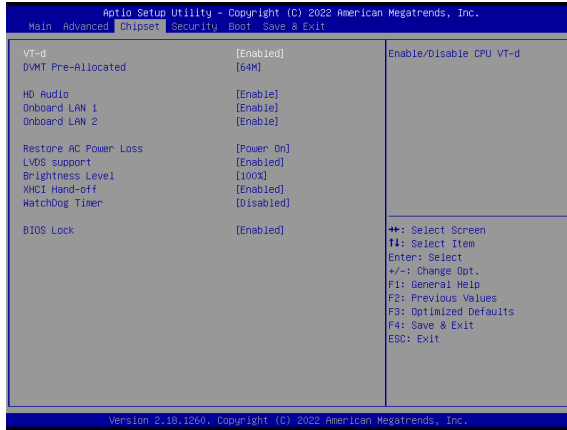 Aptio Setup Utility – Copyright (C) 2022 American Megatrends, Inc.
Main Advanced Chipset Security Boot Save & Exit
VT-d [Enabled] Enable/Disable CPU VT-d
DVMT Pre-Allocated [64M]
HD Audio [Enable]
Onboard LAN 1 [Enable]
Onboard LAN 2 [Enable]
Restore AC Power Loss [Power On]
LVDS support [Enabled]
Brightness Level [100%]
XHCI Hand-off [Enabled]
WatchDog Timer [Disabled]
BIOS Lock [Enabled]
→←: Select Screen
↑↓: Select Item
Enter: Select
+/-: Change Opt.
F1: General Help
F2: Previous Values
F3: Optimized Defaults
F4: Save & Exit
ESC: Exit
Version 2.18.1260. Copyright (C) 2022 American Megatrends, Inc.